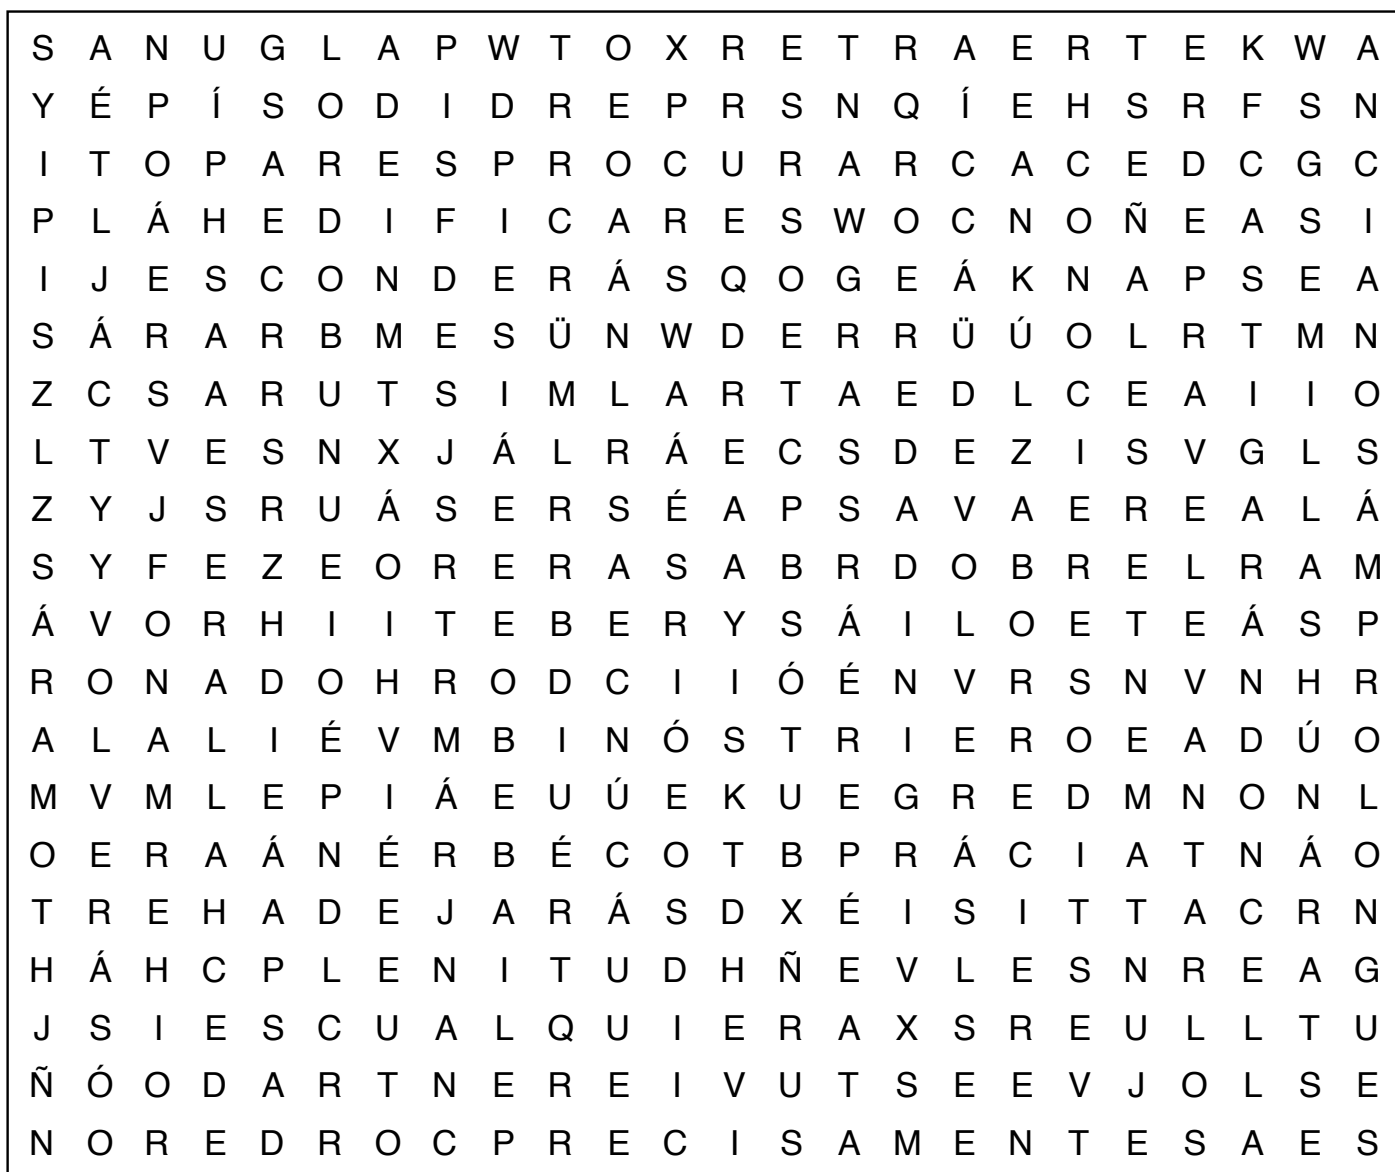 S A N U G L A P W T O X R E T R A E R T E K W A
Y É P Í S O D I D R E P R S N Q Í E H S R F S N
I T O P A R E S P R O C U R A R C A C E D C G C
P L Á H E D I F I C A R E S W O C N O Ñ E A S I
I J E S C O N D E R Á S Q O G E Á K N A P S E A
S Á R A R B M E S Ü N W D E R R Ü Ú O L R T M N
Z C S A R U T S I M L A R T A E D L C E A I I O
L T V E S N X J Á L R Á E C S D E Z I S V G L S
Z Y J S R U Á S E R S É A P S A V A E R E A L Á
S Y F E Z E O R E R A S A B R D O B R E L R A M
Á V O R H I I T E B E R Y S Á I L O E T E Á S P
R O N A D O H R O D C I I Ó É N V R S N V N H R
A L A L I É V M B I N Ó S T R I E R O E A D Ú O
M V M L E P I Á E U Ú E K U E G R E D M N O N L
O E R A Á N É R B É C O T B P R Á C I A T N Á O
T R E H A D E J A R Á S D X É I S I T T A C R N
H Á H C P L E N I T U D H Ñ E V L E S N R E A G
J S I E S C U A L Q U I E R A X S R E U L L T U
Ñ Ó O D A R T N E R E I V U T S E E V J O L S E
N O R E D R O C P R E C I S A M E N T E S A E S